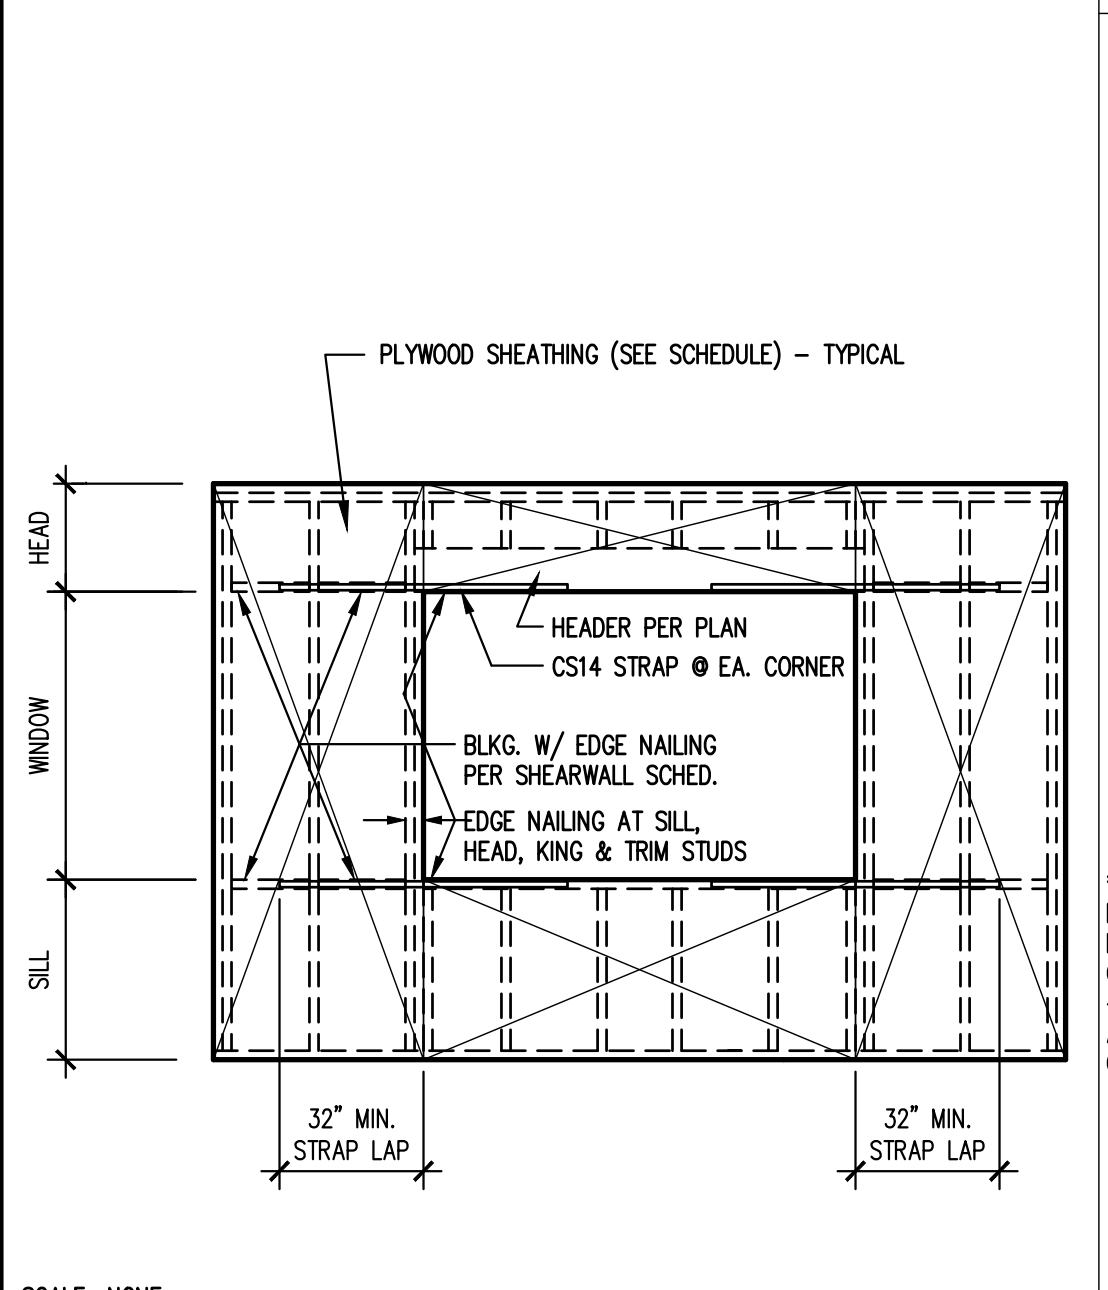 PLYWOOD SHEATHING (SEE SCHEDULE) – TYPICAL
HEAD
HEADER PER PLAN
CS14 STRAP @ EA. CORNER
WINDOW
BLKG. W/ EDGE NAILING
PER SHEARWALL SCHED.
EDGE NAILING AT SILL,
HEAD, KING & TRIM STUDS
SILL
32" MIN.
STRAP LAP
32" MIN.
STRAP LAP